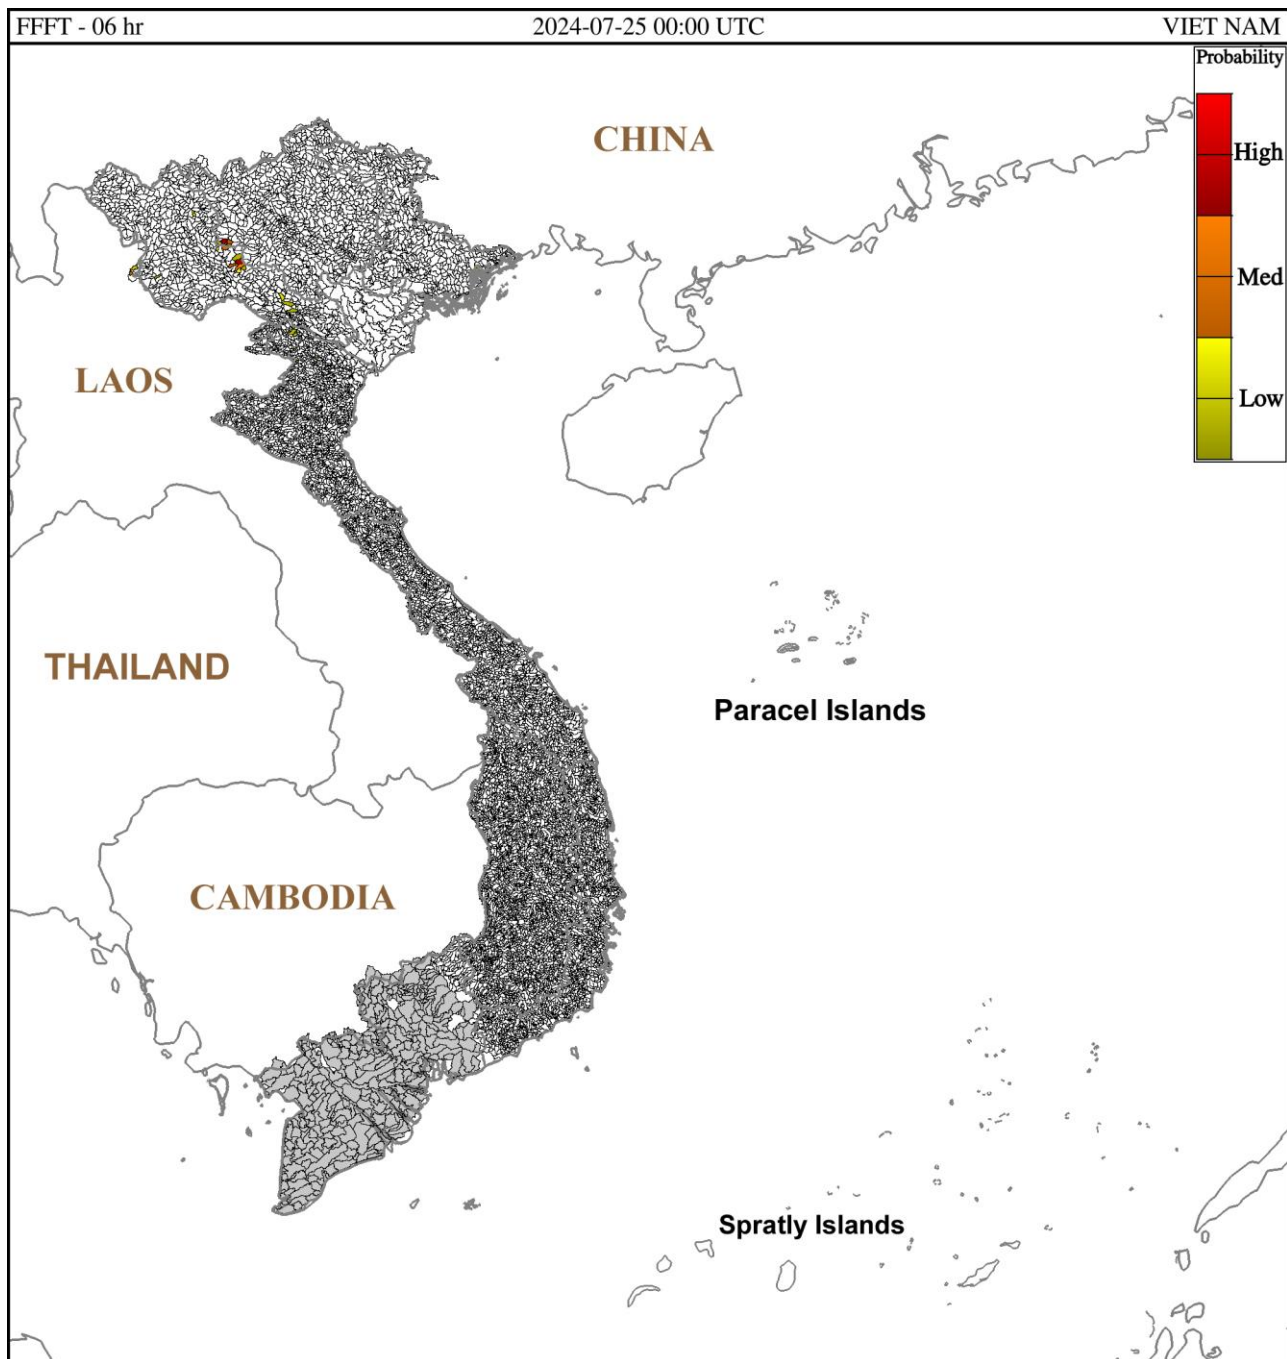 FFFT - 06 hr 2024-07-25 00:00 UTC VIET NAM
Probability
High
Med
Low
CHINA
LAOS
THAILAND
Paracel Islands
CAMBODIA
Spratly Islands